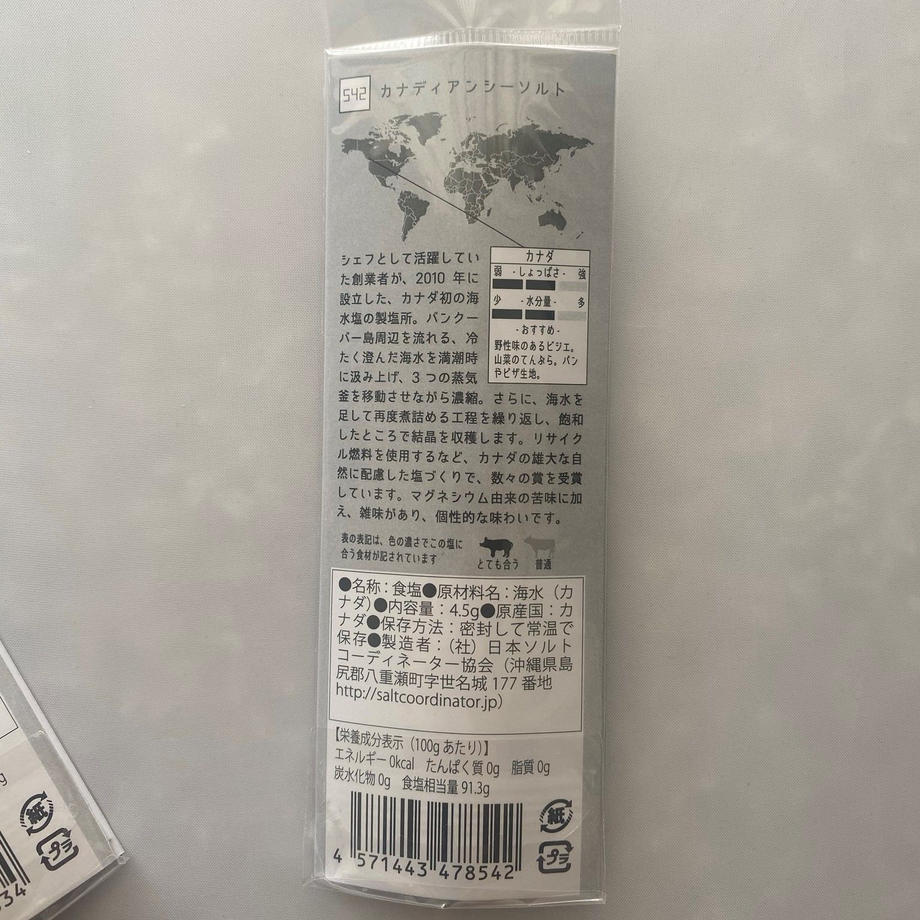 542 カナディアンシーソルト
カナダ
弱 -しょっぱさ- 強
少 -水分量- 多
-おすすめ-
野性味のあるジビエ。
山菜のてんぷら。パン
やピザ生地。
シェフとして活躍してい
た創業者が、2010 年に
設立した、カナダ初の海
水塩の製塩所。バンクー
バー島周辺を流れる、冷
たく澄んだ海水を満潮時
に汲み上げ、3 つの蒸気
釜を移動させながら濃縮。さらに、海水を
足して再度煮詰める工程を繰り返し、飽和
したところで結晶を収穫します。リサイク
ル燃料を使用するなど、カナダの雄大な自
然に配慮した塩づくりで、数々の賞を受賞
しています。マグネシウム由来の苦味に加
え、雑味があり、個性的な味わいです。
表の表記は、色の濃さでこの塩に
合う食材が記されています
とても合う 普通
●名称：食塩●原材料名：海水（カ
ナダ）●内容量：4.5g●原産国：カ
ナダ●保存方法：密封して常温で
保存●製造者：（社）日本ソルト
コーディネーター協会（沖縄県島
尻郡八重瀬町字世名城 177 番地
http://saltcoordinator.jp）
【栄養成分表示（100g あたり）】
エネルギー 0kcal たんぱく質 0g 脂質 0g
炭水化物 0g 食塩相当量 91.3g
紙
プラ
4 571443 478542
g
紙
プラ
34